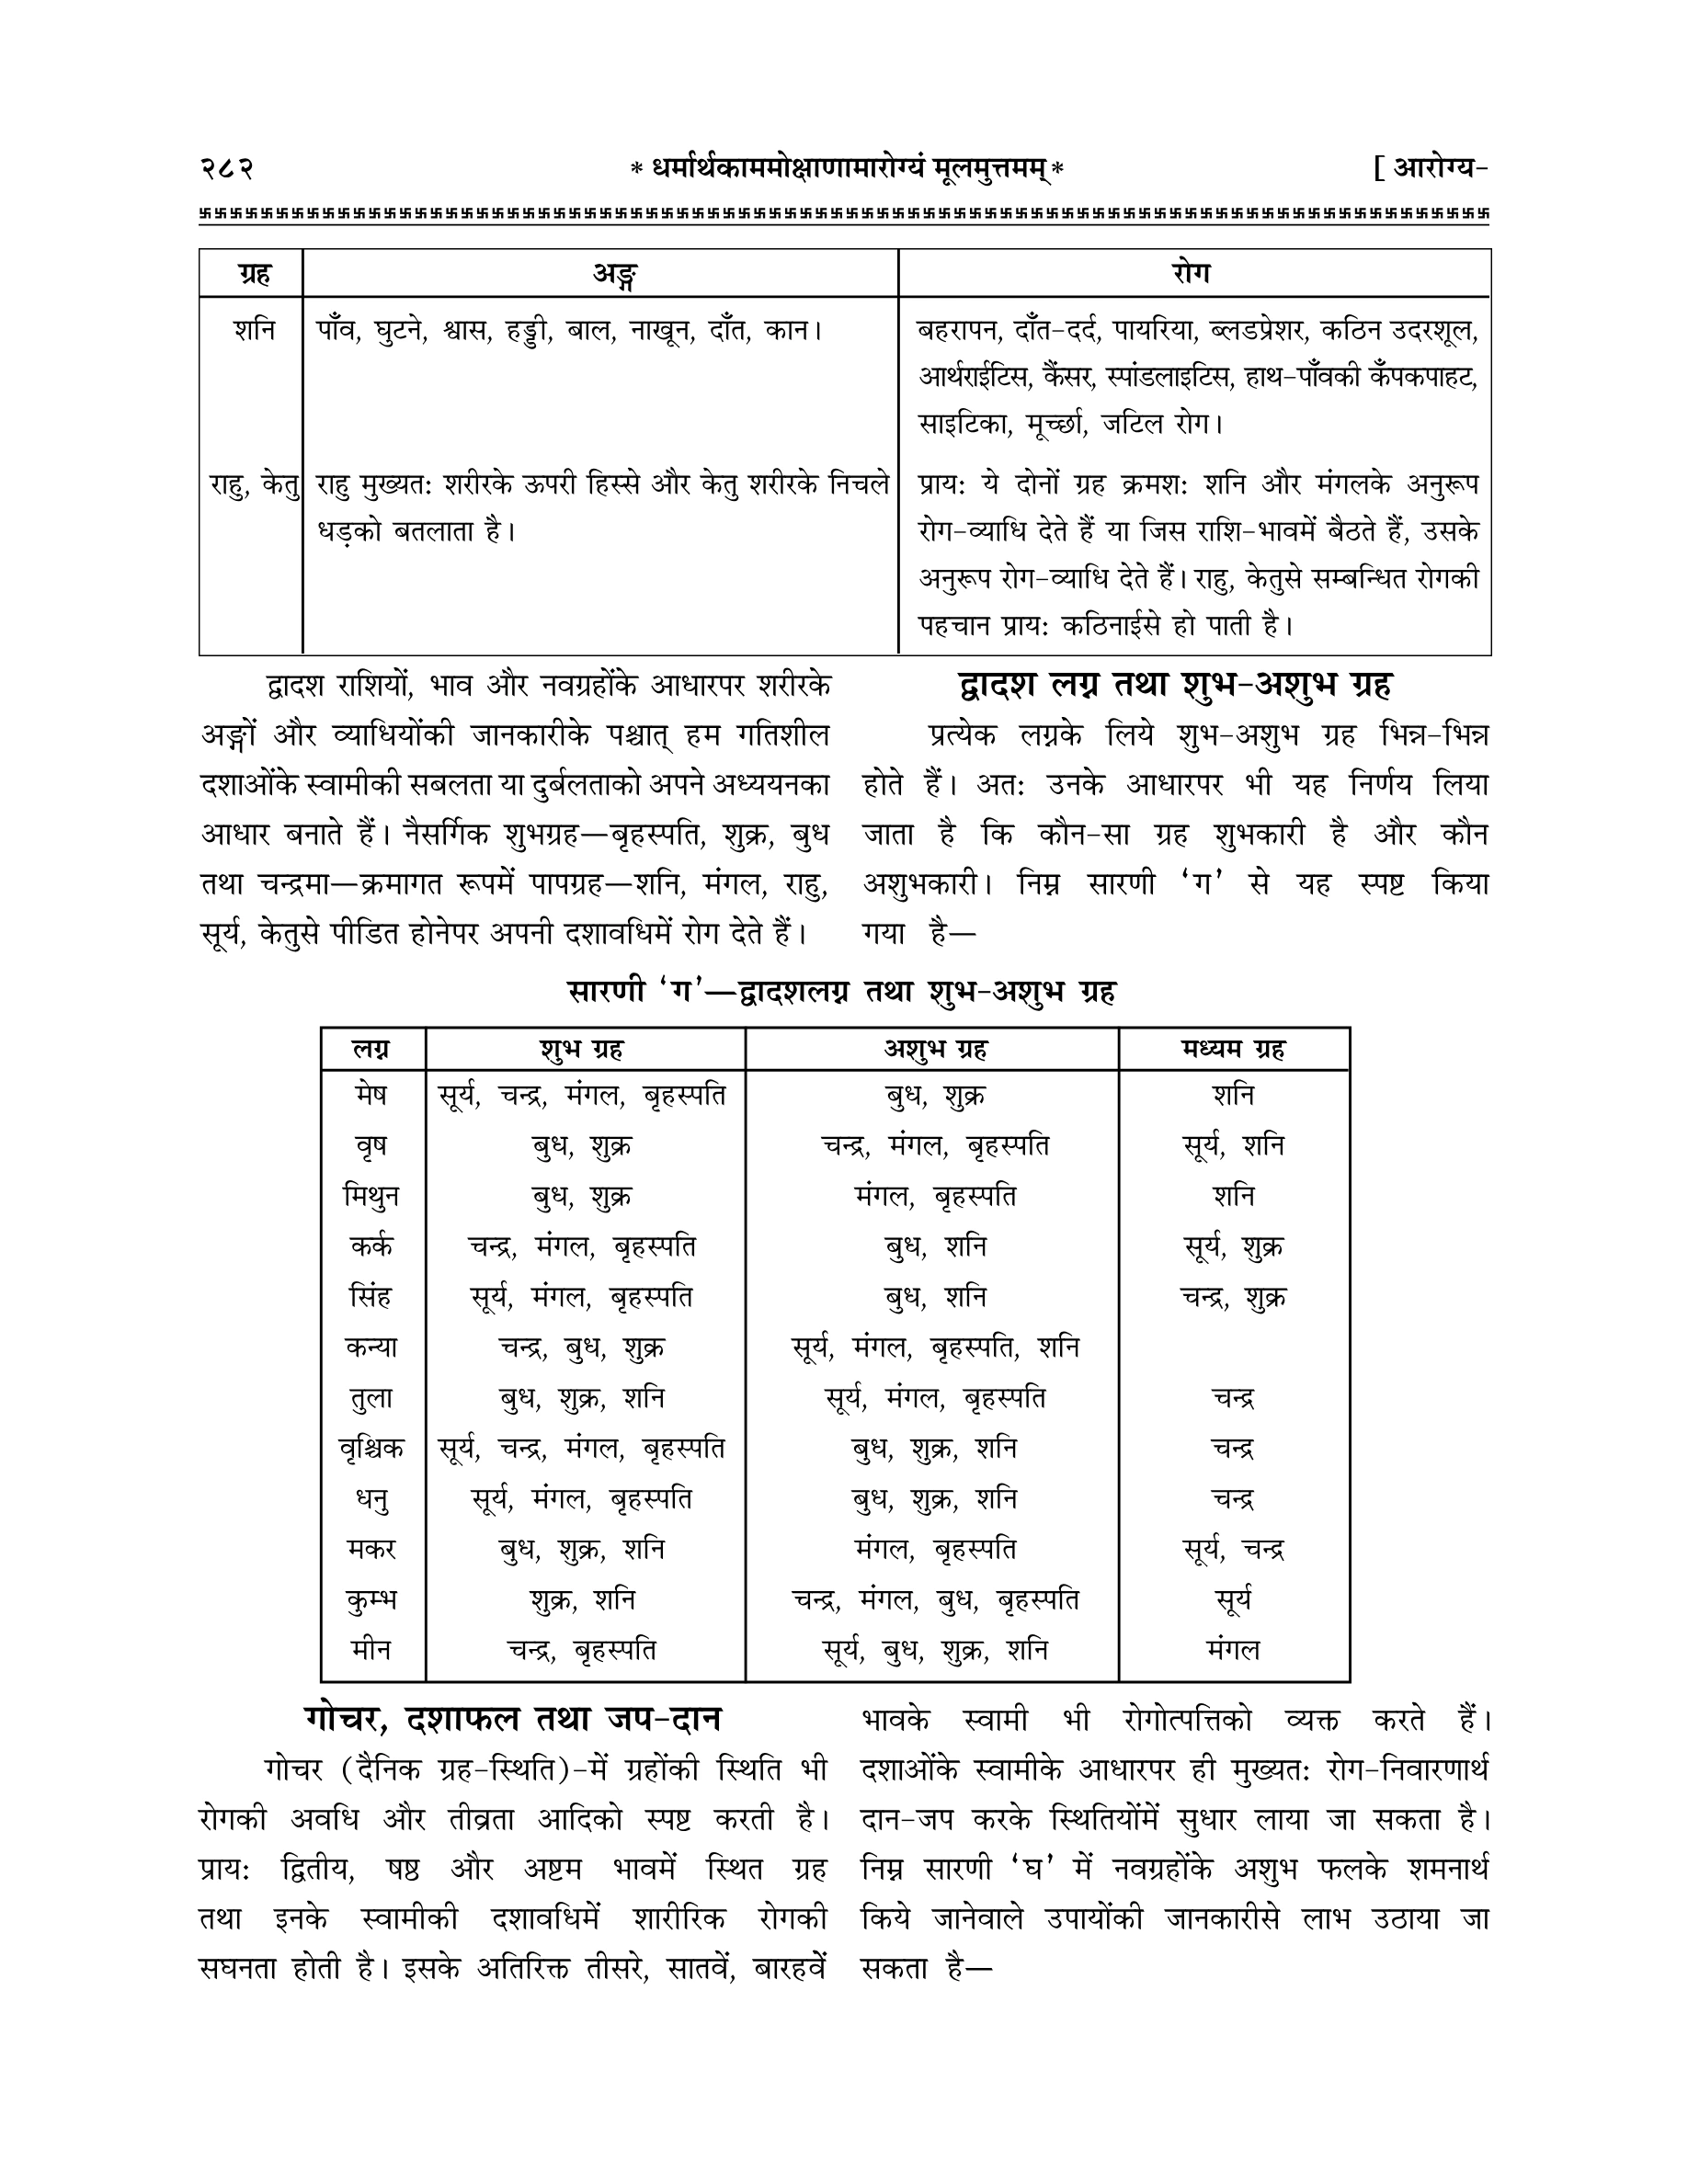 २८२ * धर्मार्थकाममोक्षाणामारोग्यं मूलमुत्तमम् * [ आरोग्य-
ग्रह अङ्ग रोग
शनि पाँव, घुटने, श्वास, हड्डी, बाल, नाखून, दाँत, कान। बहरापन, दाँत-दर्द, पायरिया, ब्लडप्रेशर, कठिन उदरशूल,
आर्थराईटिस, कैंसर, स्पांडलाइटिस, हाथ-पाँवकी कँपकपाहट,
साइटिका, मूर्च्छा, जटिल रोग।
राहु, केतु राहु मुख्यतः शरीरके ऊपरी हिस्से और केतु शरीरके निचले प्रायः ये दोनों ग्रह क्रमशः शनि और मंगलके अनुरूप
धड़को बतलाता है। रोग-व्याधि देते हैं या जिस राशि-भावमें बैठते हैं, उसके
अनुरूप रोग-व्याधि देते हैं। राहु, केतुसे सम्बन्धित रोगकी
पहचान प्रायः कठिनाईसे हो पाती है।
द्वादश राशियों, भाव और नवग्रहोंके आधारपर शरीरके
अङ्गों और व्याधियोंकी जानकारीके पश्चात् हम गतिशील
दशाओंके स्वामीकी सबलता या दुर्बलताको अपने अध्ययनका
आधार बनाते हैं। नैसर्गिक शुभग्रह—बृहस्पति, शुक्र, बुध
तथा चन्द्रमा—क्रमागत रूपमें पापग्रह—शनि, मंगल, राहु,
सूर्य, केतुसे पीडित होनेपर अपनी दशावधिमें रोग देते हैं।
द्वादश लग्न तथा शुभ-अशुभ ग्रह
प्रत्येक लग्नके लिये शुभ-अशुभ ग्रह भिन्न-भिन्न
होते हैं। अतः उनके आधारपर भी यह निर्णय लिया
जाता है कि कौन-सा ग्रह शुभकारी है और कौन
अशुभकारी। निम्न सारणी ‘ग’ से यह स्पष्ट किया
गया है—
सारणी ‘ग’—द्वादशलग्न तथा शुभ-अशुभ ग्रह
लग्न शुभ ग्रह अशुभ ग्रह मध्यम ग्रह
मेष सूर्य, चन्द्र, मंगल, बृहस्पति बुध, शुक्र शनि
वृष बुध, शुक्र चन्द्र, मंगल, बृहस्पति सूर्य, शनि
मिथुन बुध, शुक्र मंगल, बृहस्पति शनि
कर्क चन्द्र, मंगल, बृहस्पति बुध, शनि सूर्य, शुक्र
सिंह सूर्य, मंगल, बृहस्पति बुध, शनि चन्द्र, शुक्र
कन्या चन्द्र, बुध, शुक्र सूर्य, मंगल, बृहस्पति, शनि
तुला बुध, शुक्र, शनि सूर्य, मंगल, बृहस्पति चन्द्र
वृश्चिक सूर्य, चन्द्र, मंगल, बृहस्पति बुध, शुक्र, शनि चन्द्र
धनु सूर्य, मंगल, बृहस्पति बुध, शुक्र, शनि चन्द्र
मकर बुध, शुक्र, शनि मंगल, बृहस्पति सूर्य, चन्द्र
कुम्भ शुक्र, शनि चन्द्र, मंगल, बुध, बृहस्पति सूर्य
मीन चन्द्र, बृहस्पति सूर्य, बुध, शुक्र, शनि मंगल
गोचर, दशाफल तथा जप-दान
गोचर (दैनिक ग्रह-स्थिति)-में ग्रहोंकी स्थिति भी
रोगकी अवधि और तीव्रता आदिको स्पष्ट करती है।
प्रायः द्वितीय, षष्ठ और अष्टम भावमें स्थित ग्रह
तथा इनके स्वामीकी दशावधिमें शारीरिक रोगकी
सघनता होती है। इसके अतिरिक्त तीसरे, सातवें, बारहवें
भावके स्वामी भी रोगोत्पत्तिको व्यक्त करते हैं।
दशाओंके स्वामीके आधारपर ही मुख्यतः रोग-निवारणार्थ
दान-जप करके स्थितियोंमें सुधार लाया जा सकता है।
निम्न सारणी ‘घ’ में नवग्रहोंके अशुभ फलके शमनार्थ
किये जानेवाले उपायोंकी जानकारीसे लाभ उठाया जा
सकता है—